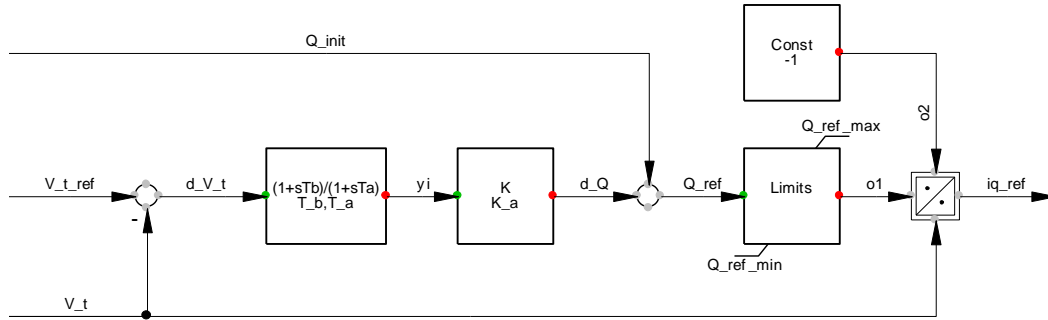 Q_init
Const
-1
o2
Q_ref_max
V_t_ref
d_V_t
(1+sTb)/(1+sTa)
T_b,T_a
yi
K
K_a
d_Q
Q_ref
Limits
o1
iq_ref
-
Q_ref_min
V_t